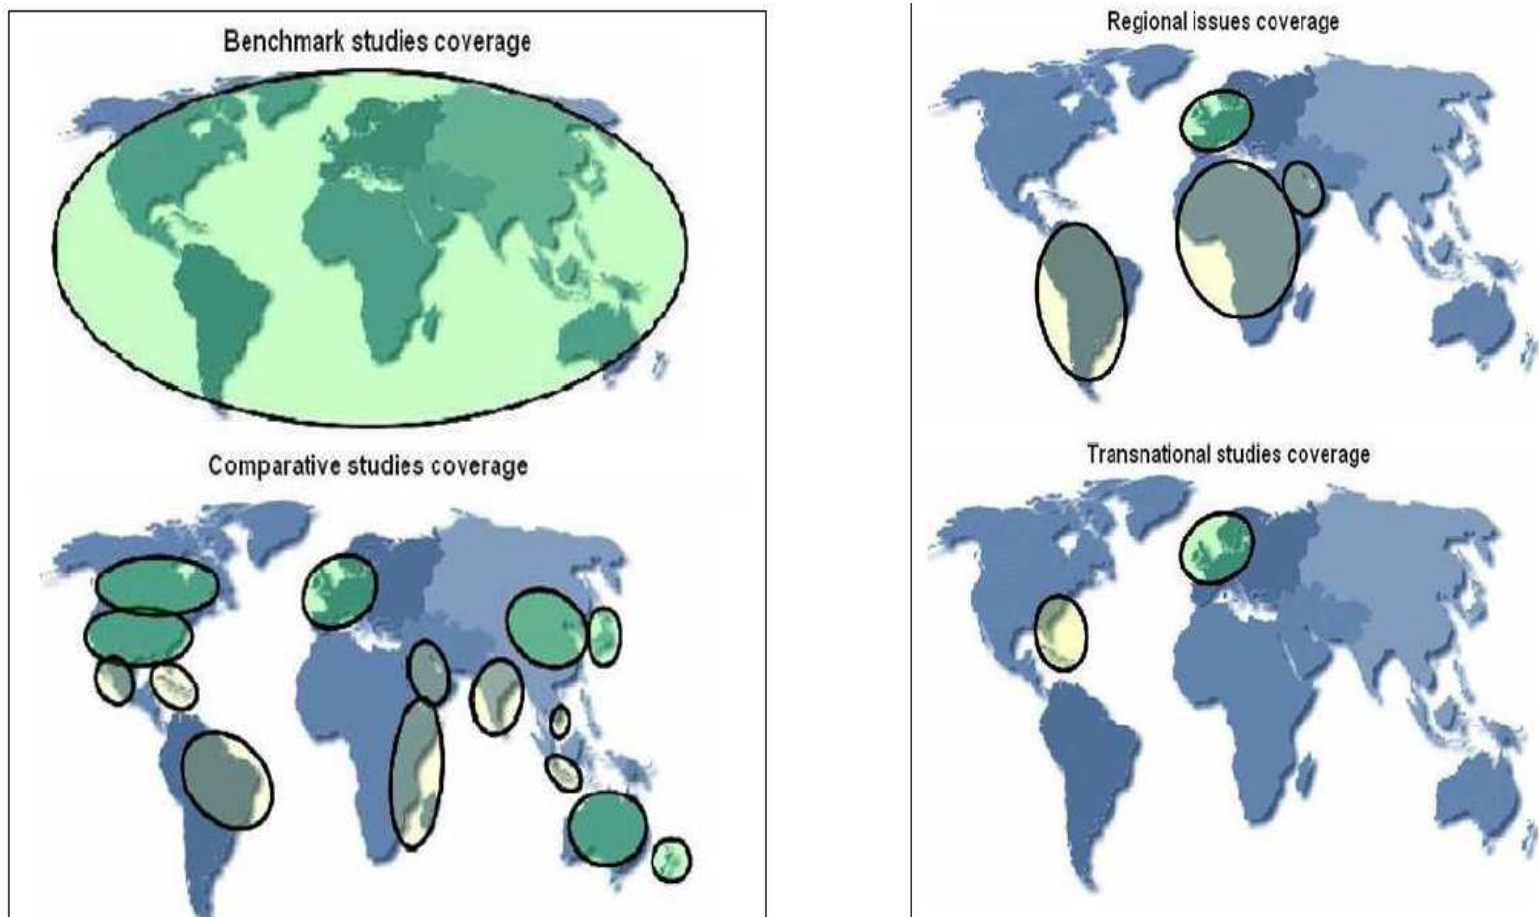 Benchmark studies coverage
Regional issues coverage
Comparative studies coverage
Transnational studies coverage